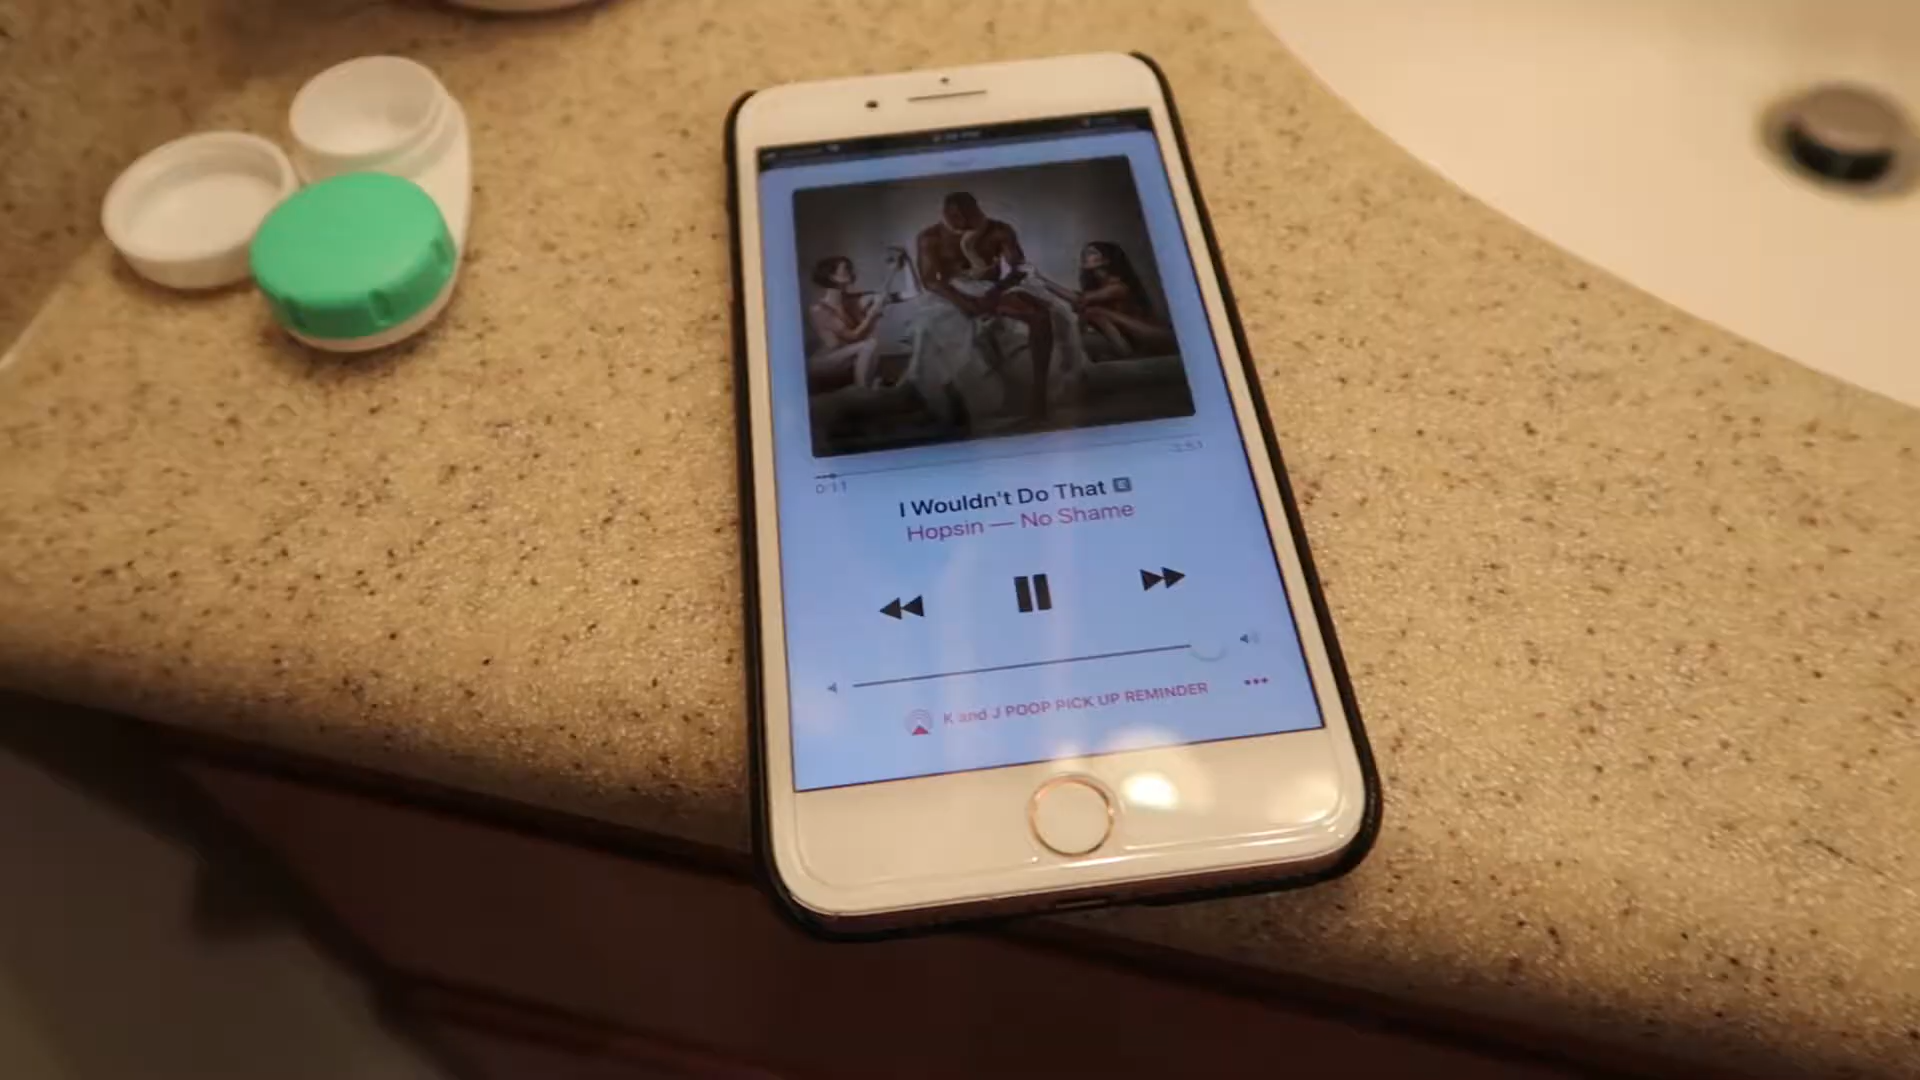 0:11
I Wouldn't Do That E
Hopsin — No Shame
K and J POOP PICK UP REMINDER